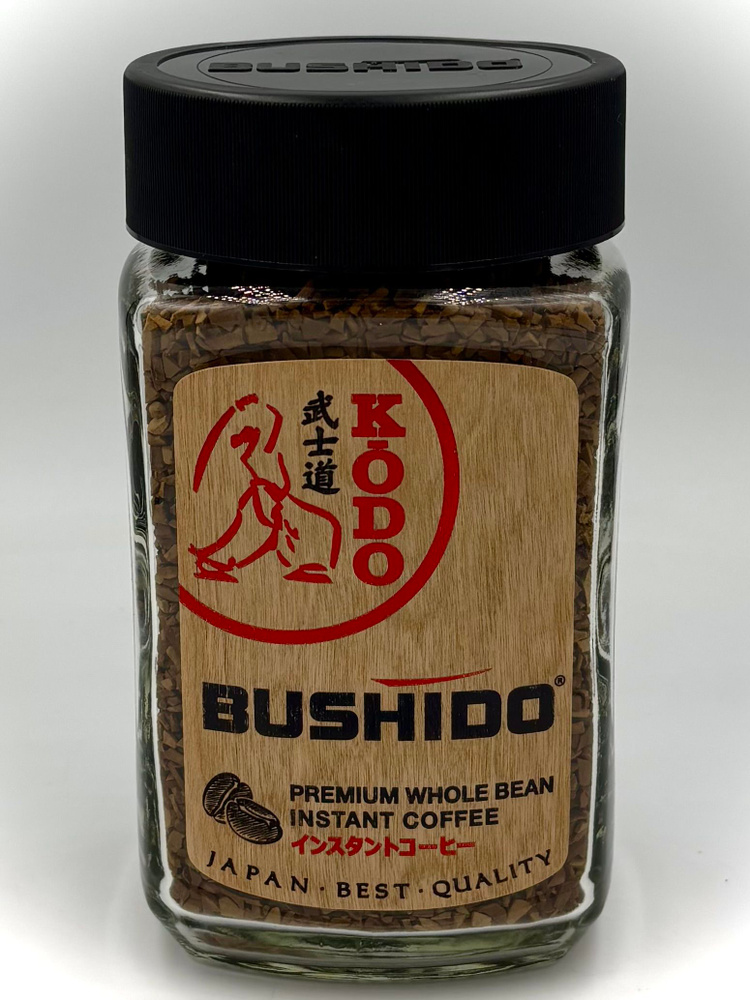 BUSHIDO
武士道
KŌDO
BUSHIDO®
PREMIUM WHOLE BEAN
INSTANT COFFEE
インスタントコーヒー
JAPAN · BEST · QUALITY